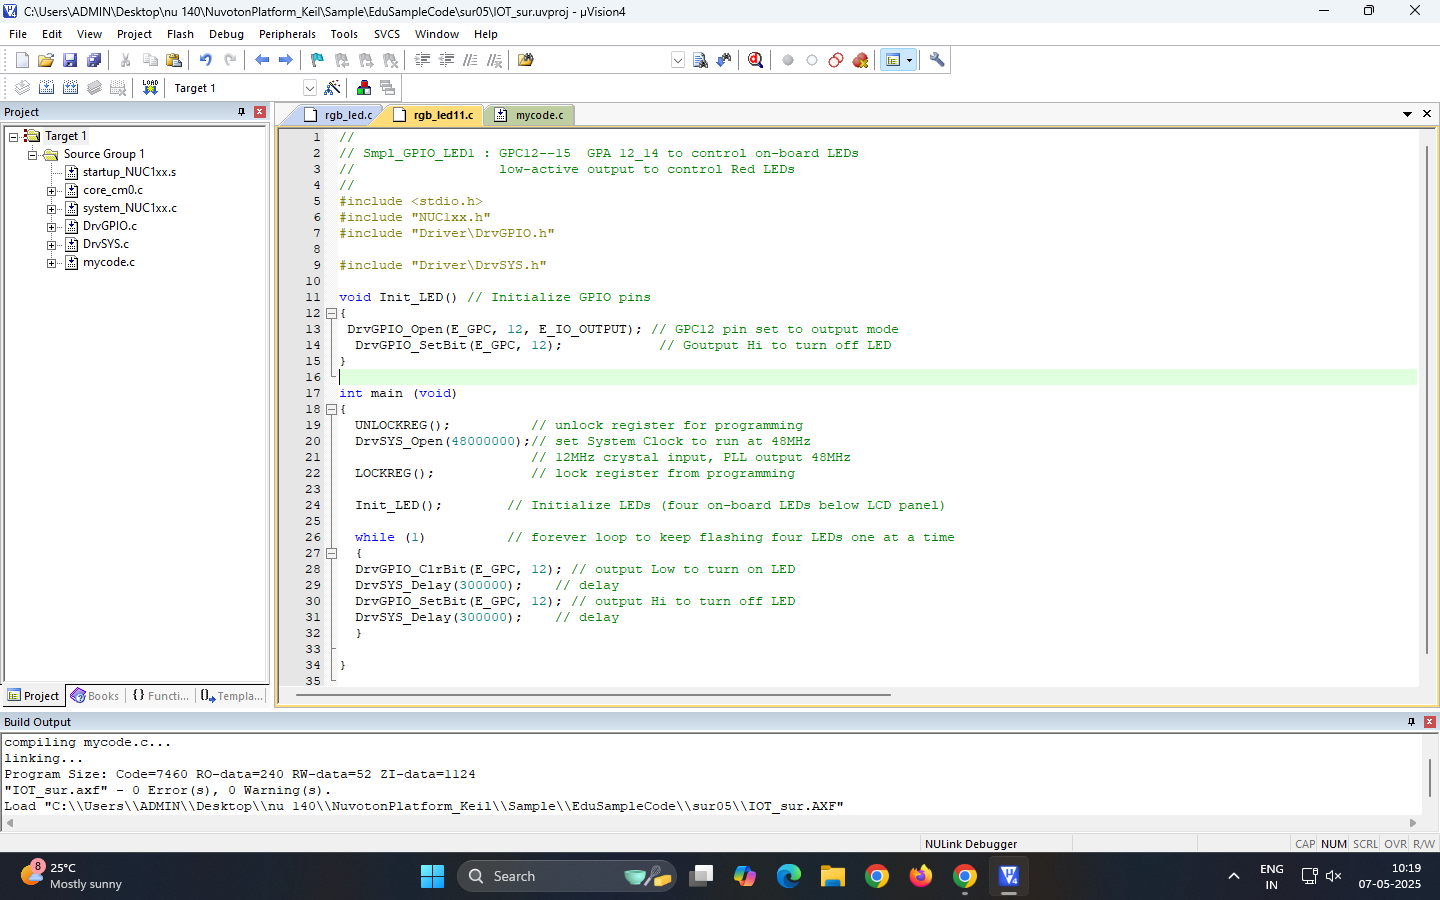 C:\Users\ADMIN\Desktop\nu 140\NuvotonPlatform_Keil\Sample\EduSampleCode\sur05\IOT_sur.uvproj - µVision4
File Edit View Project Flash Debug Peripherals Tools SVCS Window Help
LOAD Target 1
Project
Target 1
Source Group 1
startup_NUC1xx.s
core_cm0.c
system_NUC1xx.c
DrvGPIO.c
DrvSYS.c
mycode.c
Project Books {} Functi... Templa...
rgb_led.c rgb_led11.c mycode.c
1 //
2 // Smpl_GPIO_LED1 : GPC12--15  GPA 12_14 to control on-board LEDs
3 //                  low-active output to control Red LEDs
4 //
5 #include <stdio.h>
6 #include "NUC1xx.h"
7 #include "Driver\DrvGPIO.h"
8
9 #include "Driver\DrvSYS.h"
10
11 void Init_LED() // Initialize GPIO pins
12 {
13  DrvGPIO_Open(E_GPC, 12, E_IO_OUTPUT); // GPC12 pin set to output mode
14   DrvGPIO_SetBit(E_GPC, 12);            // Goutput Hi to turn off LED
15 }
16
17 int main (void)
18 {
19   UNLOCKREG();          // unlock register for programming
20   DrvSYS_Open(48000000);// set System Clock to run at 48MHz
21                         // 12MHz crystal input, PLL output 48MHz
22   LOCKREG();            // lock register from programming
23
24   Init_LED();        // Initialize LEDs (four on-board LEDs below LCD panel)
25
26   while (1)          // forever loop to keep flashing four LEDs one at a time
27   {
28   DrvGPIO_ClrBit(E_GPC, 12); // output Low to turn on LED
29   DrvSYS_Delay(300000);    // delay
30   DrvGPIO_SetBit(E_GPC, 12); // output Hi to turn off LED
31   DrvSYS_Delay(300000);    // delay
32   }
33
34 }
35
Build Output
compiling mycode.c...
linking...
Program Size: Code=7460 RO-data=240 RW-data=52 ZI-data=1124
"IOT_sur.axf" - 0 Error(s), 0 Warning(s).
Load "C:\\Users\\ADMIN\\Desktop\\nu 140\\NuvotonPlatform_Keil\\Sample\\EduSampleCode\\sur05\\IOT_sur.AXF"
NULink Debugger CAP NUM SCRL OVR R/W
8 25°C
Mostly sunny
Search
ENG
IN
10:19
07-05-2025